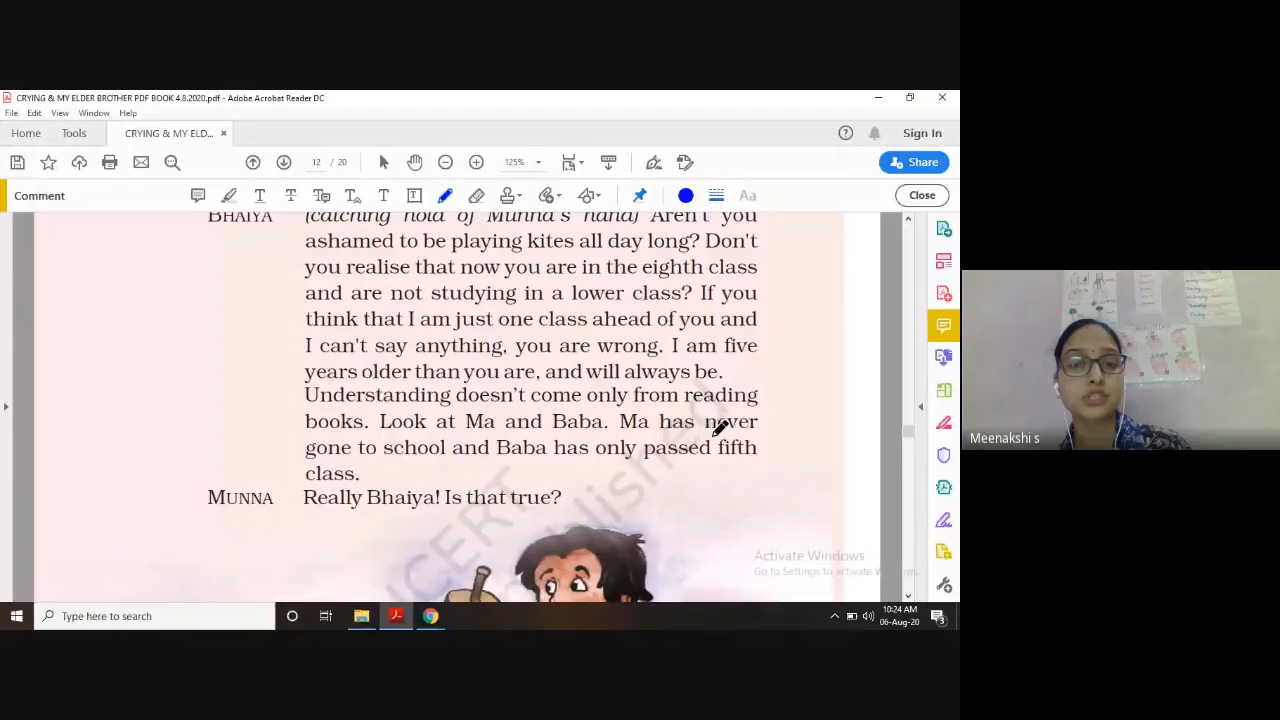 CRYING & MY ELDER BROTHER PDF BOOK 4.8.2020.pdf - Adobe Acrobat Reader DC
File Edit View Window Help
Home Tools CRYING & MY ELD... × Sign In
12 / 20 125% Share
Comment Aa Close
BHAIYA (catching hold of Munna's hand) Aren't you
ashamed to be playing kites all day long? Don't
you realise that now you are in the eighth class
and are not studying in a lower class? If you
think that I am just one class ahead of you and
I can't say anything, you are wrong. I am five
years older than you are, and will always be.
Understanding doesn't come only from reading
books. Look at Ma and Baba. Ma has never
gone to school and Baba has only passed fifth
class.
MUNNA Really Bhaiya! Is that true?
NCERT
Activate Windows
Go to Settings to activate
Meenakshi s
Type here to search
10:24 AM
06-Aug-20
3